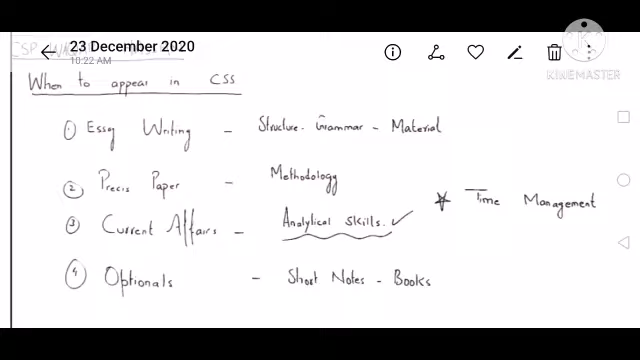 23 December 2020
10:22 AM
KINEMASTER
When to appear in CSS
① Essay Writing - Structure - Grammar - Material
② Precis Paper - Methodology
* Time Management
③ Current Affairs - Analytical Skills. ✓
④ Optionals - Short Notes - Books